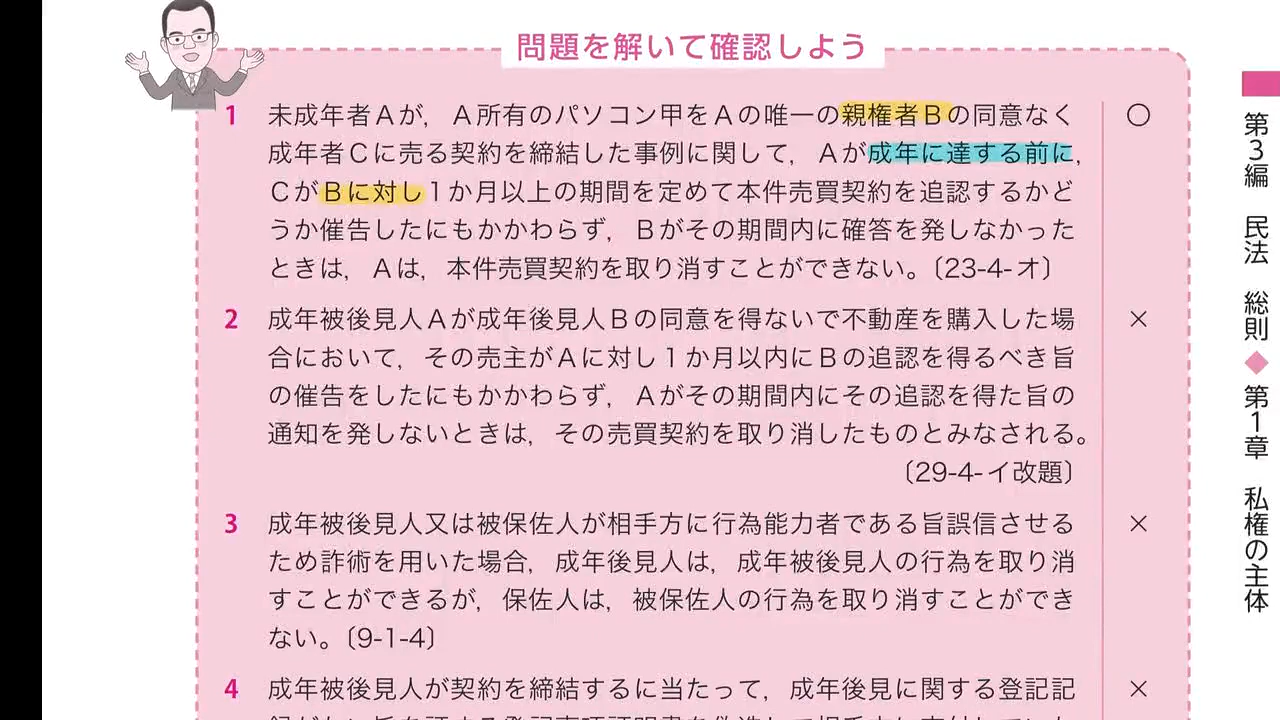 問題を解いて確認しよう
1 未成年者Aが，A所有のパソコン甲をAの唯一の親権者Bの同意なく ○
成年者Cに売る契約を締結した事例に関して，Aが成年に達する前に，
CがBに対し1か月以上の期間を定めて本件売買契約を追認するかど
うか催告したにもかかわらず，Bがその期間内に確答を発しなかった
ときは，Aは，本件売買契約を取り消すことができない。〔23-4-オ〕
2 成年被後見人Aが成年後見人Bの同意を得ないで不動産を購入した場 ×
合において，その売主がAに対し1か月以内にBの追認を得るべき旨
の催告をしたにもかかわらず，Aがその期間内にその追認を得た旨の
通知を発しないときは，その売買契約を取り消したものとみなされる。
〔29-4-イ改題〕
3 成年被後見人又は被保佐人が相手方に行為能力者である旨誤信させる ×
ため詐術を用いた場合，成年後見人は，成年被後見人の行為を取り消
すことができるが，保佐人は，被保佐人の行為を取り消すことができ
ない。〔9-1-4〕
4 成年被後見人が契約を締結するに当たって，成年後見に関する登記記 ×
第3編 民法 総則◆第1章 私権の主体